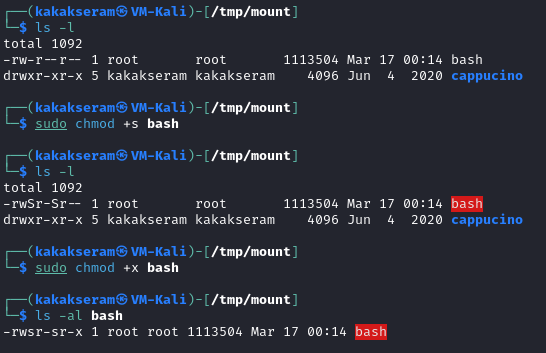 ┌──(kakakseram㉿VM-Kali)-[/tmp/mount]
└─$ ls -l
total 1092
-rw-r--r-- 1 root       root       1113504 Mar 17 00:14 bash
drwxr-xr-x 5 kakakseram kakakseram    4096 Jun  4  2020 cappucino
┌──(kakakseram㉿VM-Kali)-[/tmp/mount]
└─$ sudo chmod +s bash
┌──(kakakseram㉿VM-Kali)-[/tmp/mount]
└─$ ls -l
total 1092
-rwSr-Sr-- 1 root       root       1113504 Mar 17 00:14 bash
drwxr-xr-x 5 kakakseram kakakseram    4096 Jun  4  2020 cappucino
┌──(kakakseram㉿VM-Kali)-[/tmp/mount]
└─$ sudo chmod +x bash
┌──(kakakseram㉿VM-Kali)-[/tmp/mount]
└─$ ls -al bash
-rwsr-sr-x 1 root root 1113504 Mar 17 00:14 bash